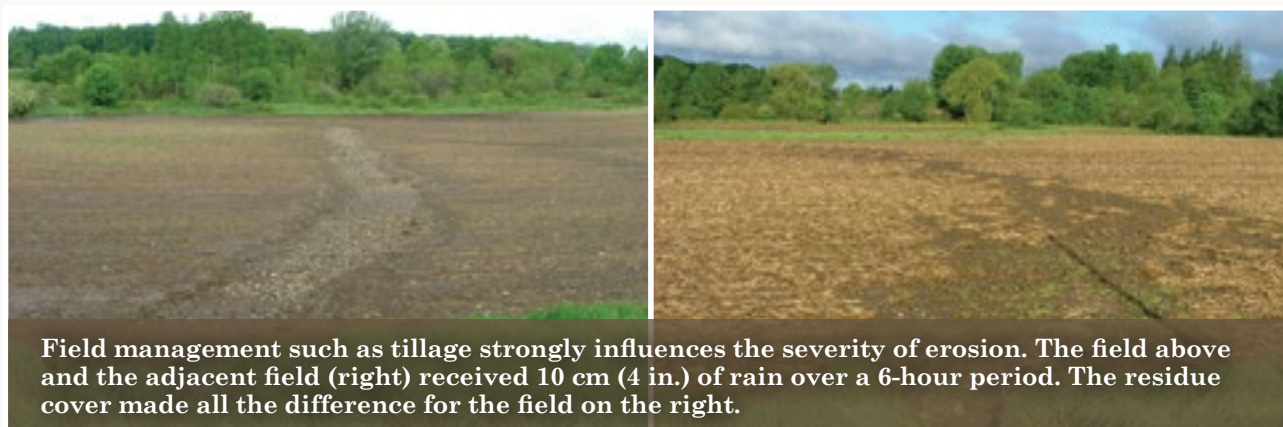 Field management such as tillage strongly influences the severity of erosion. The field above
and the adjacent field (right) received 10 cm (4 in.) of rain over a 6-hour period. The residue
cover made all the difference for the field on the right.